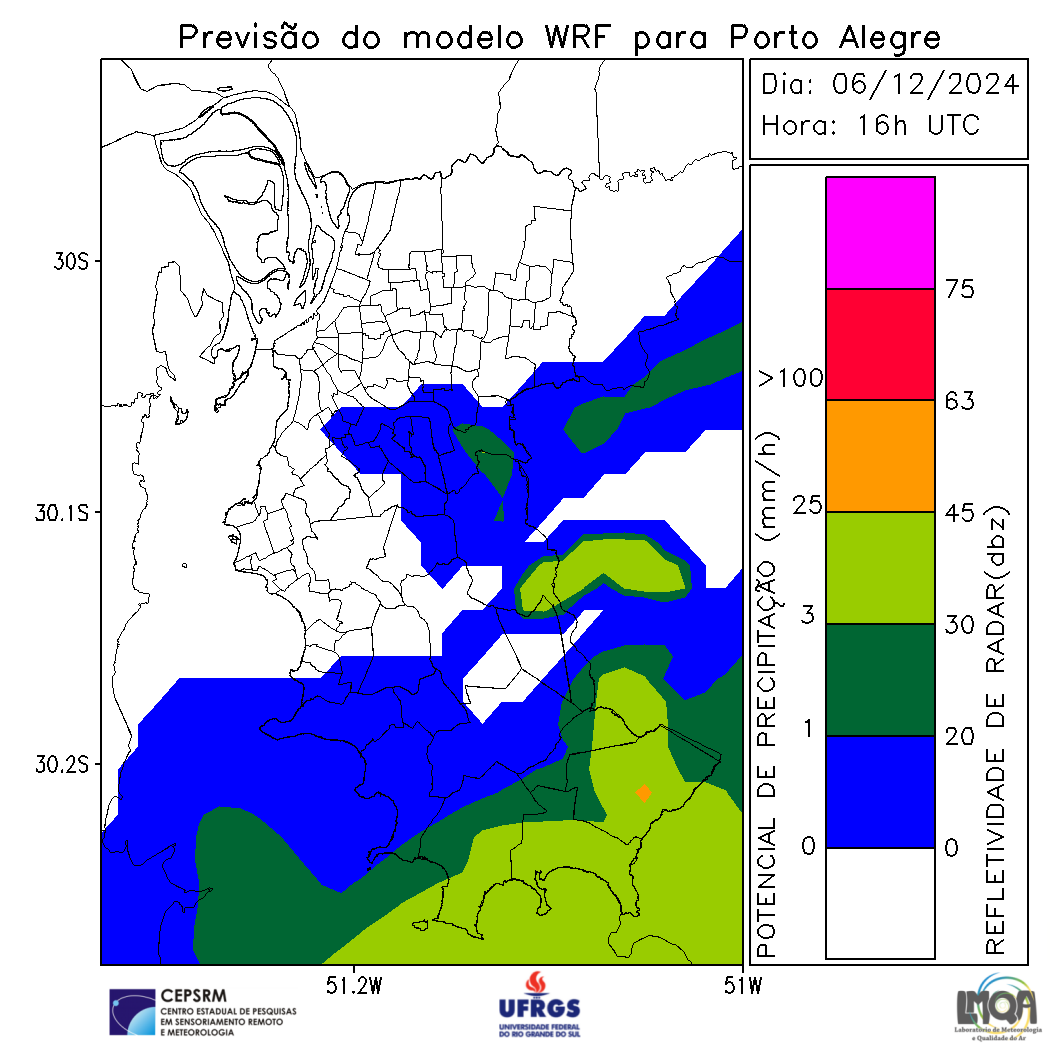 Previsão do modelo WRF para Porto Alegre
Dia: 06/12/2024
Hora: 16h UTC
30S
30.1S
30.2S
51.2W
51W
POTENCIAL DE PRECIPITAÇÃO (mm/h)
>100
25
3
1
0
75
63
45
30
20
0
REFLETIVIDADE DE RADAR(dbz)
CEPSRM
CENTRO ESTADUAL DE PESQUISAS
EM SENSORIAMENTO REMOTO
E METEOROLOGIA
UFRGS
UNIVERSIDADE FEDERAL
DO RIO GRANDE DO SUL
LMQA
Laboratório de Meteorologia
e Qualidade do Ar